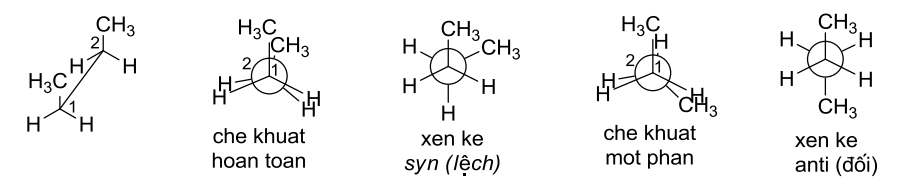 CH3
2
H
H
H3C
1
H
H
H3C
CH3
2
1
H
H
H
H
che khuat
hoan toan
CH3
H
CH3
H
H
H
xen ke
syn (lệch)
H3C
H
2
1
H
H
H
CH3
che khuat
mot phan
CH3
H
H
H
H
CH3
xen ke
anti (đối)